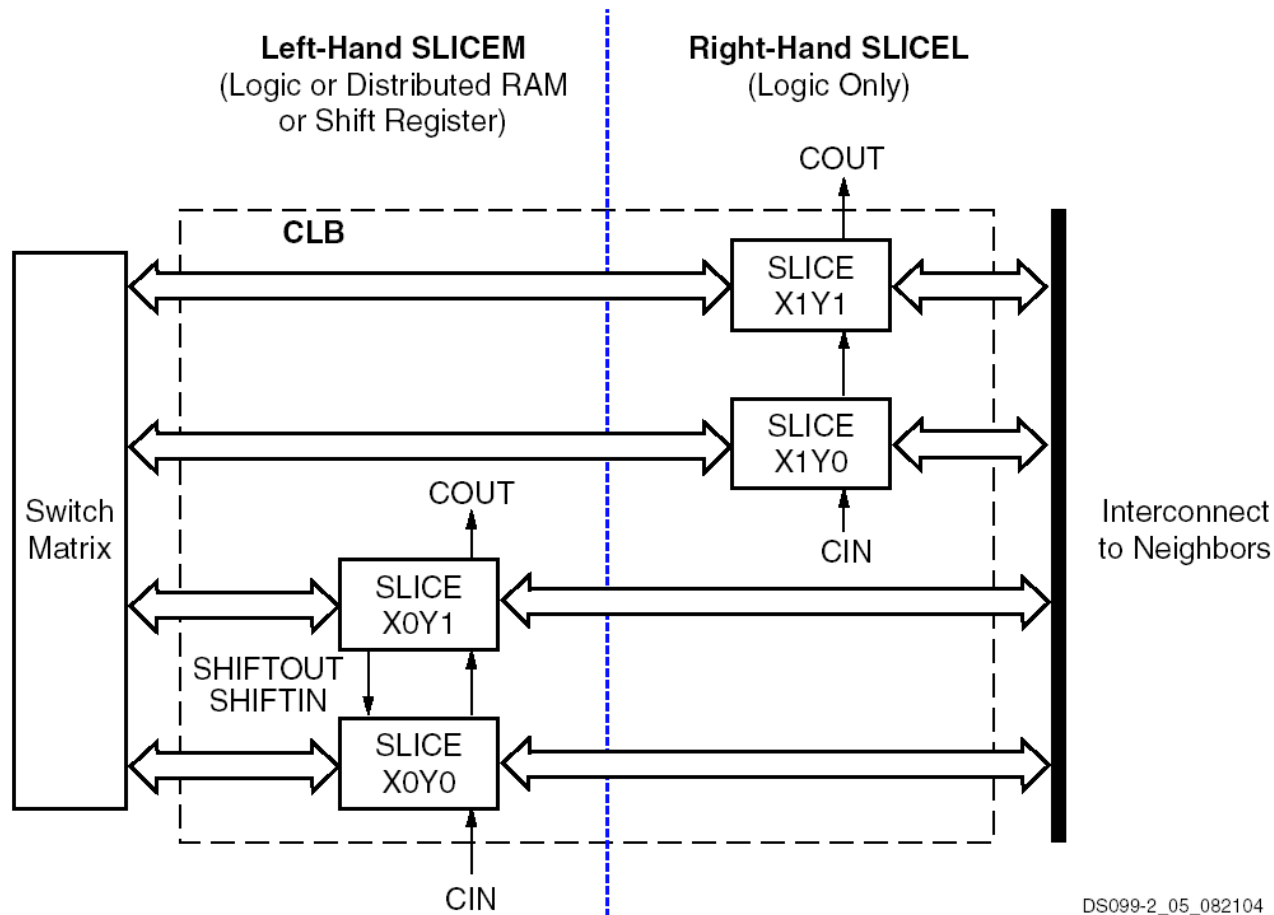 Left-Hand SLICEM
(Logic or Distributed RAM
or Shift Register)
Right-Hand SLICEL
(Logic Only)
COUT
CLB
SLICE
X1Y1
SLICE
X1Y0
COUT
CIN
Switch
Matrix
Interconnect
to Neighbors
SLICE
X0Y1
SHIFTOUT
SHIFTIN
SLICE
X0Y0
CIN
DS099-2_05_082104